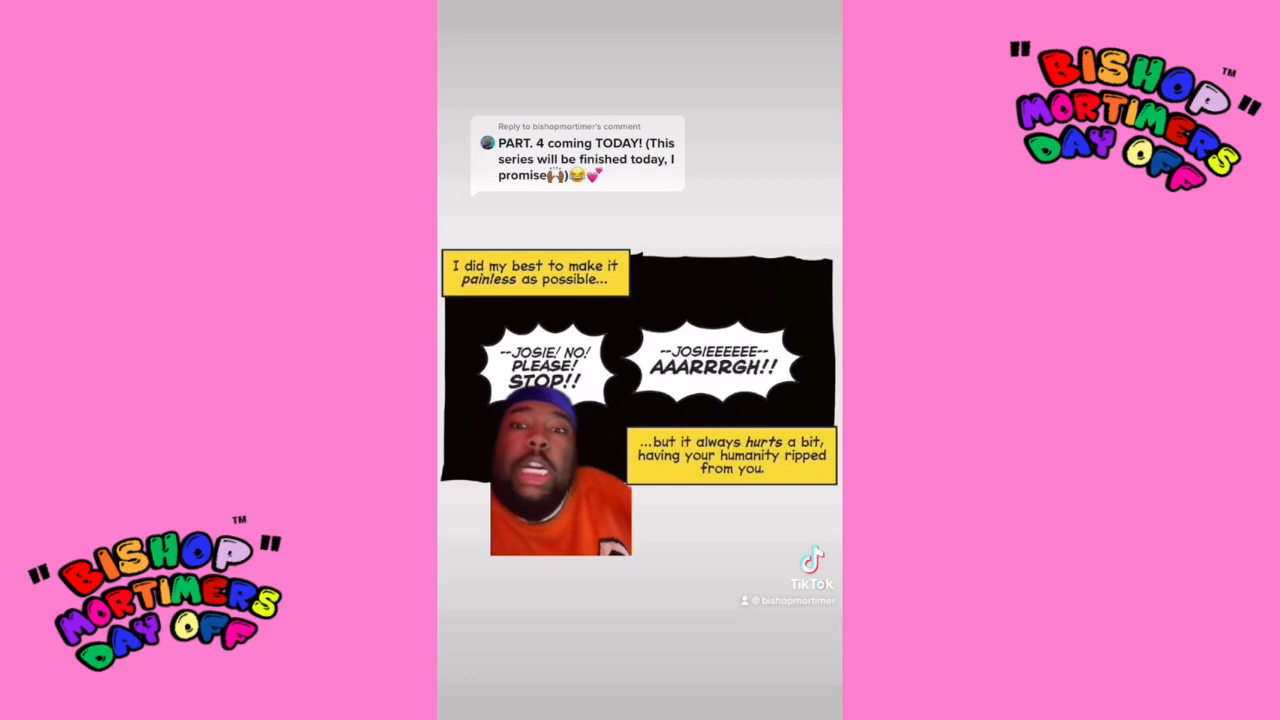 "BISHOP"™
MORTIMERS
DAY OFF
Reply to bishopmortimer's comment
PART. 4 coming TODAY! (This
series will be finished today, I
promise🙌🏾)😂💕
I did my best to make it
painless as possible...
--JOSIE! NO!
PLEASE!
STOP!!
--JOSIEEEEEE--
AAARRRGH!!
...but it always hurts a bit,
having your humanity ripped
from you.
"BISHOP"™
MORTIMERS
DAY OFF
TikTok
@bishopmortimer